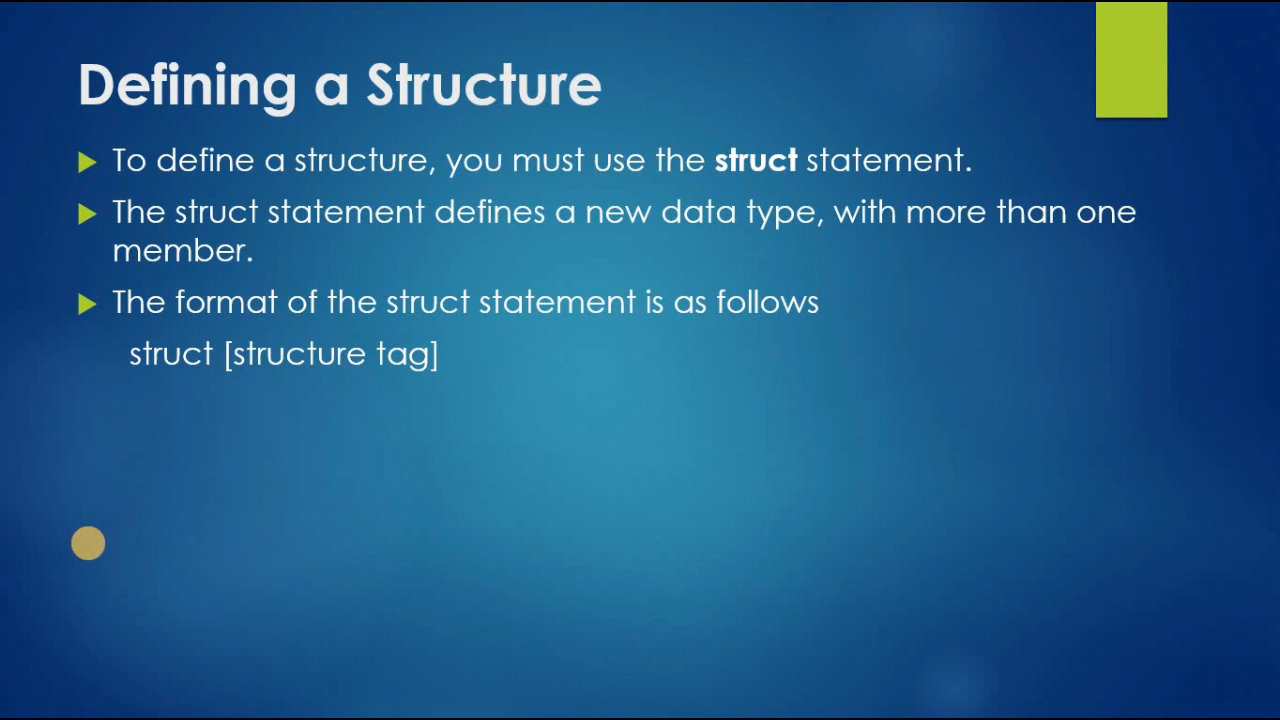 Defining a Structure
To define a structure, you must use the struct statement.
The struct statement defines a new data type, with more than one
member.
The format of the struct statement is as follows
struct [structure tag]